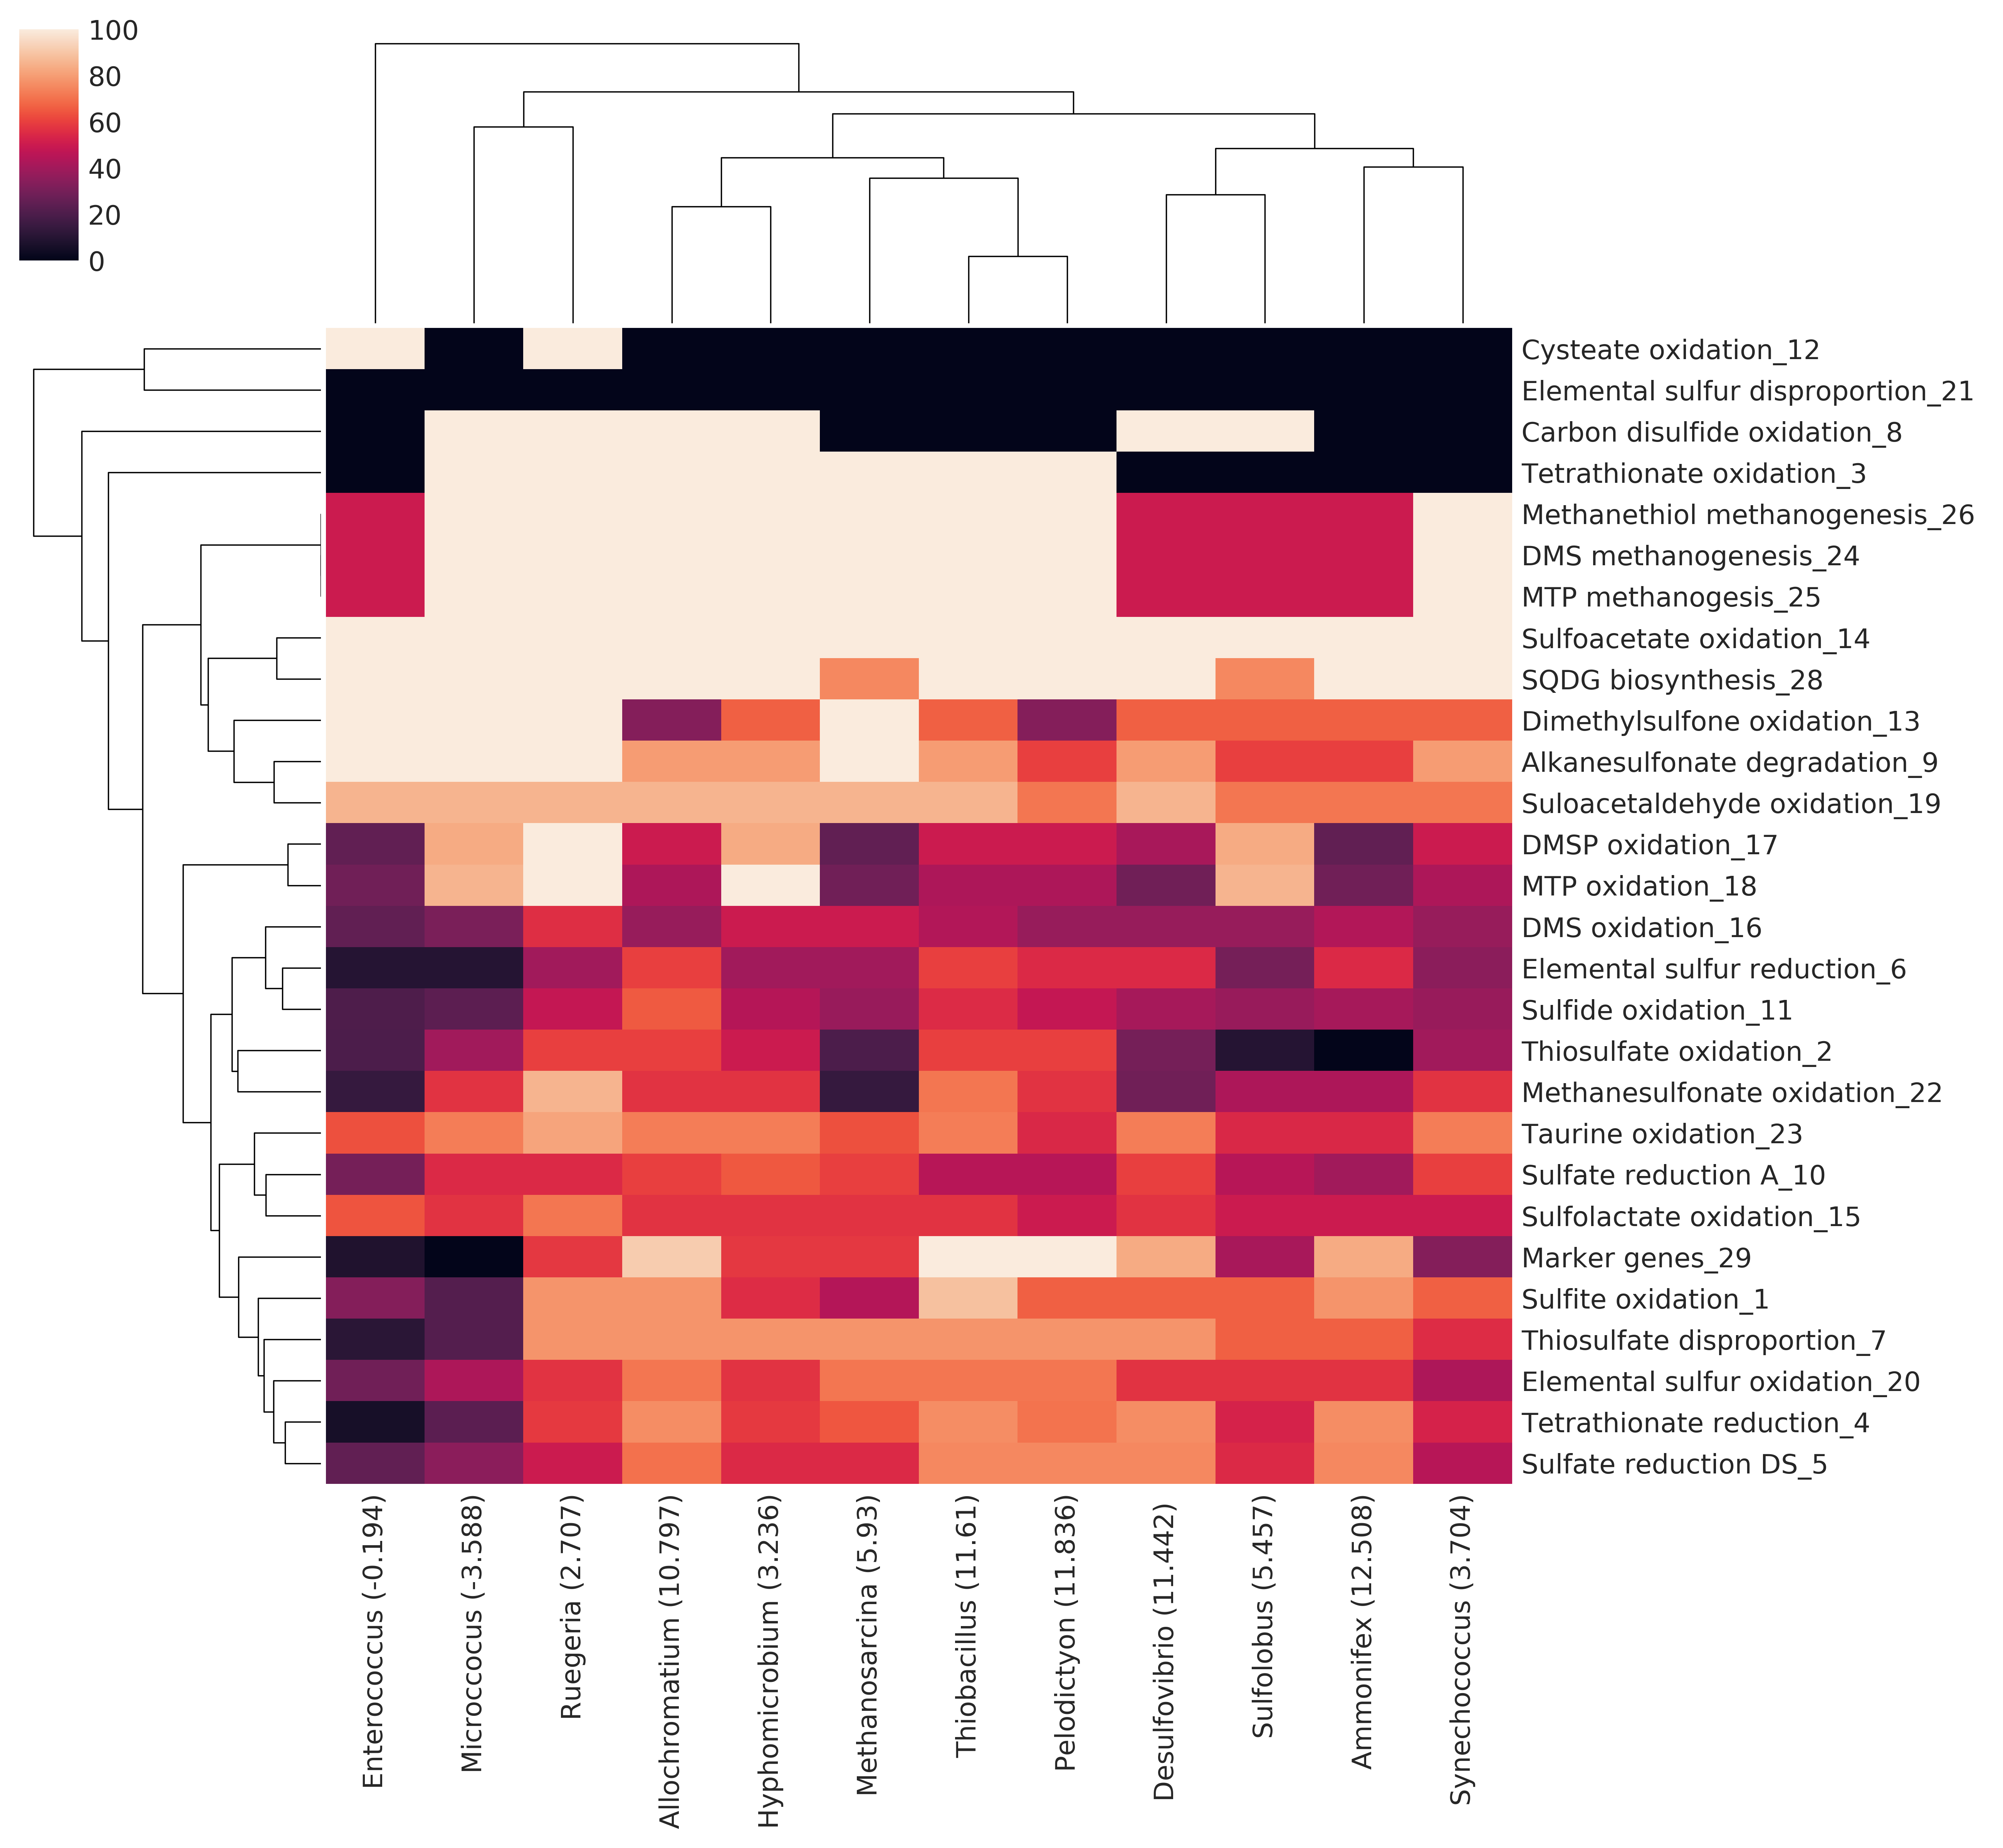 100
80
60
40
20
0
Cysteate oxidation_12
Elemental sulfur disproportion_21
Carbon disulfide oxidation_8
Tetrathionate oxidation_3
Methanethiol methanogenesis_26
DMS methanogenesis_24
MTP methanogesis_25
Sulfoacetate oxidation_14
SQDG biosynthesis_28
Dimethylsulfone oxidation_13
Alkanesulfonate degradation_9
Suloacetaldehyde oxidation_19
DMSP oxidation_17
MTP oxidation_18
DMS oxidation_16
Elemental sulfur reduction_6
Sulfide oxidation_11
Thiosulfate oxidation_2
Methanesulfonate oxidation_22
Taurine oxidation_23
Sulfate reduction A_10
Sulfolactate oxidation_15
Marker genes_29
Sulfite oxidation_1
Thiosulfate disproportion_7
Elemental sulfur oxidation_20
Tetrathionate reduction_4
Sulfate reduction DS_5
Enterococcus (-0.194)
Micrococcus (-3.588)
Ruegeria (2.707)
Allochromatium (10.797)
Hyphomicrobium (3.236)
Methanosarcina (5.93)
Thiobacillus (11.61)
Pelodictyon (11.836)
Desulfovibrio (11.442)
Sulfolobus (5.457)
Ammonifex (12.508)
Synechococcus (3.704)